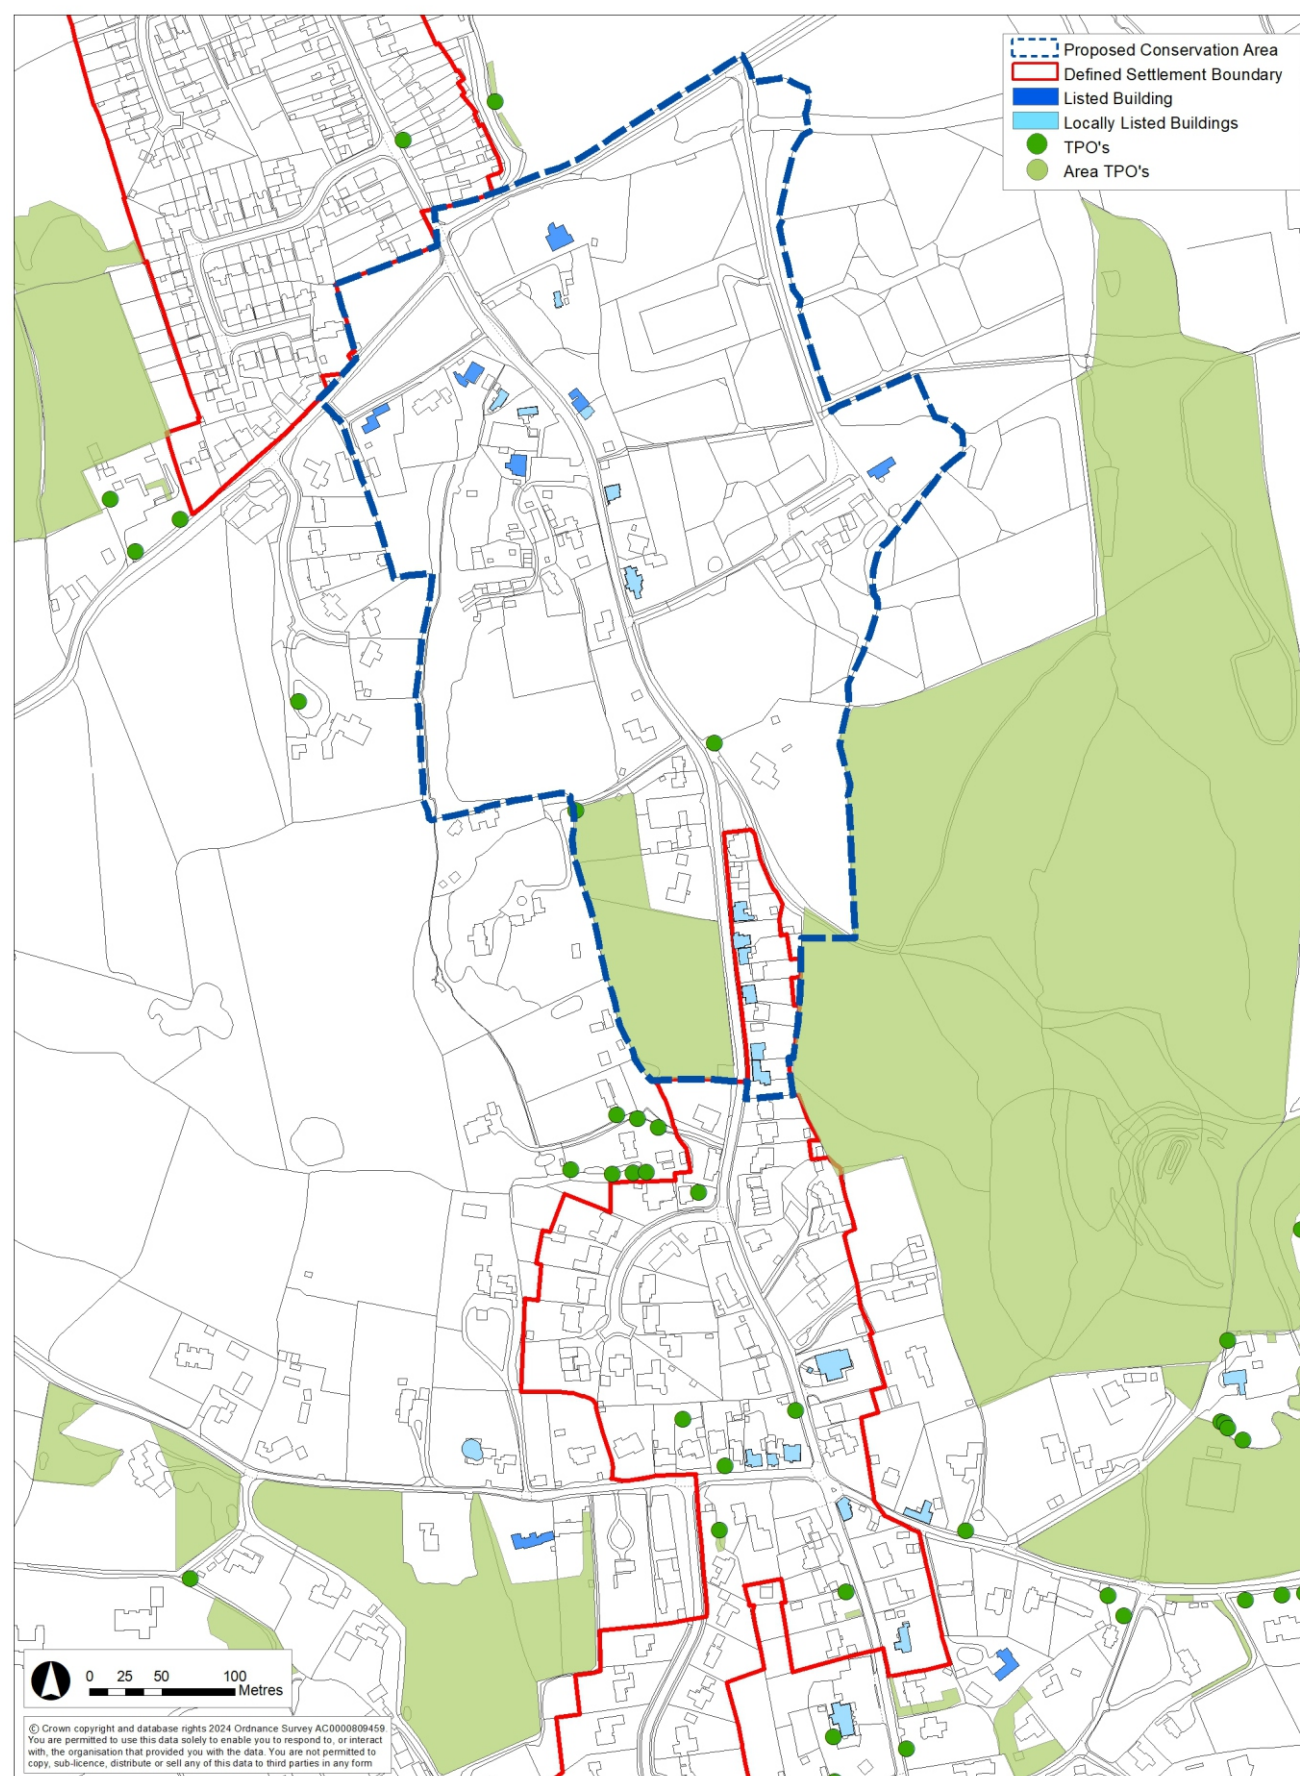 Proposed Conservation Area
Defined Settlement Boundary
Listed Building
Locally Listed Buildings
TPO's
Area TPO's
0 25 50 100
Metres
© Crown copyright and database rights 2024 Ordnance Survey AC0000809459.
You are permitted to use this data solely to enable you to respond to, or interact
with, the organisation that provided you with the data. You are not permitted to
copy, sub-licence, distribute or sell any of this data to third parties in any form